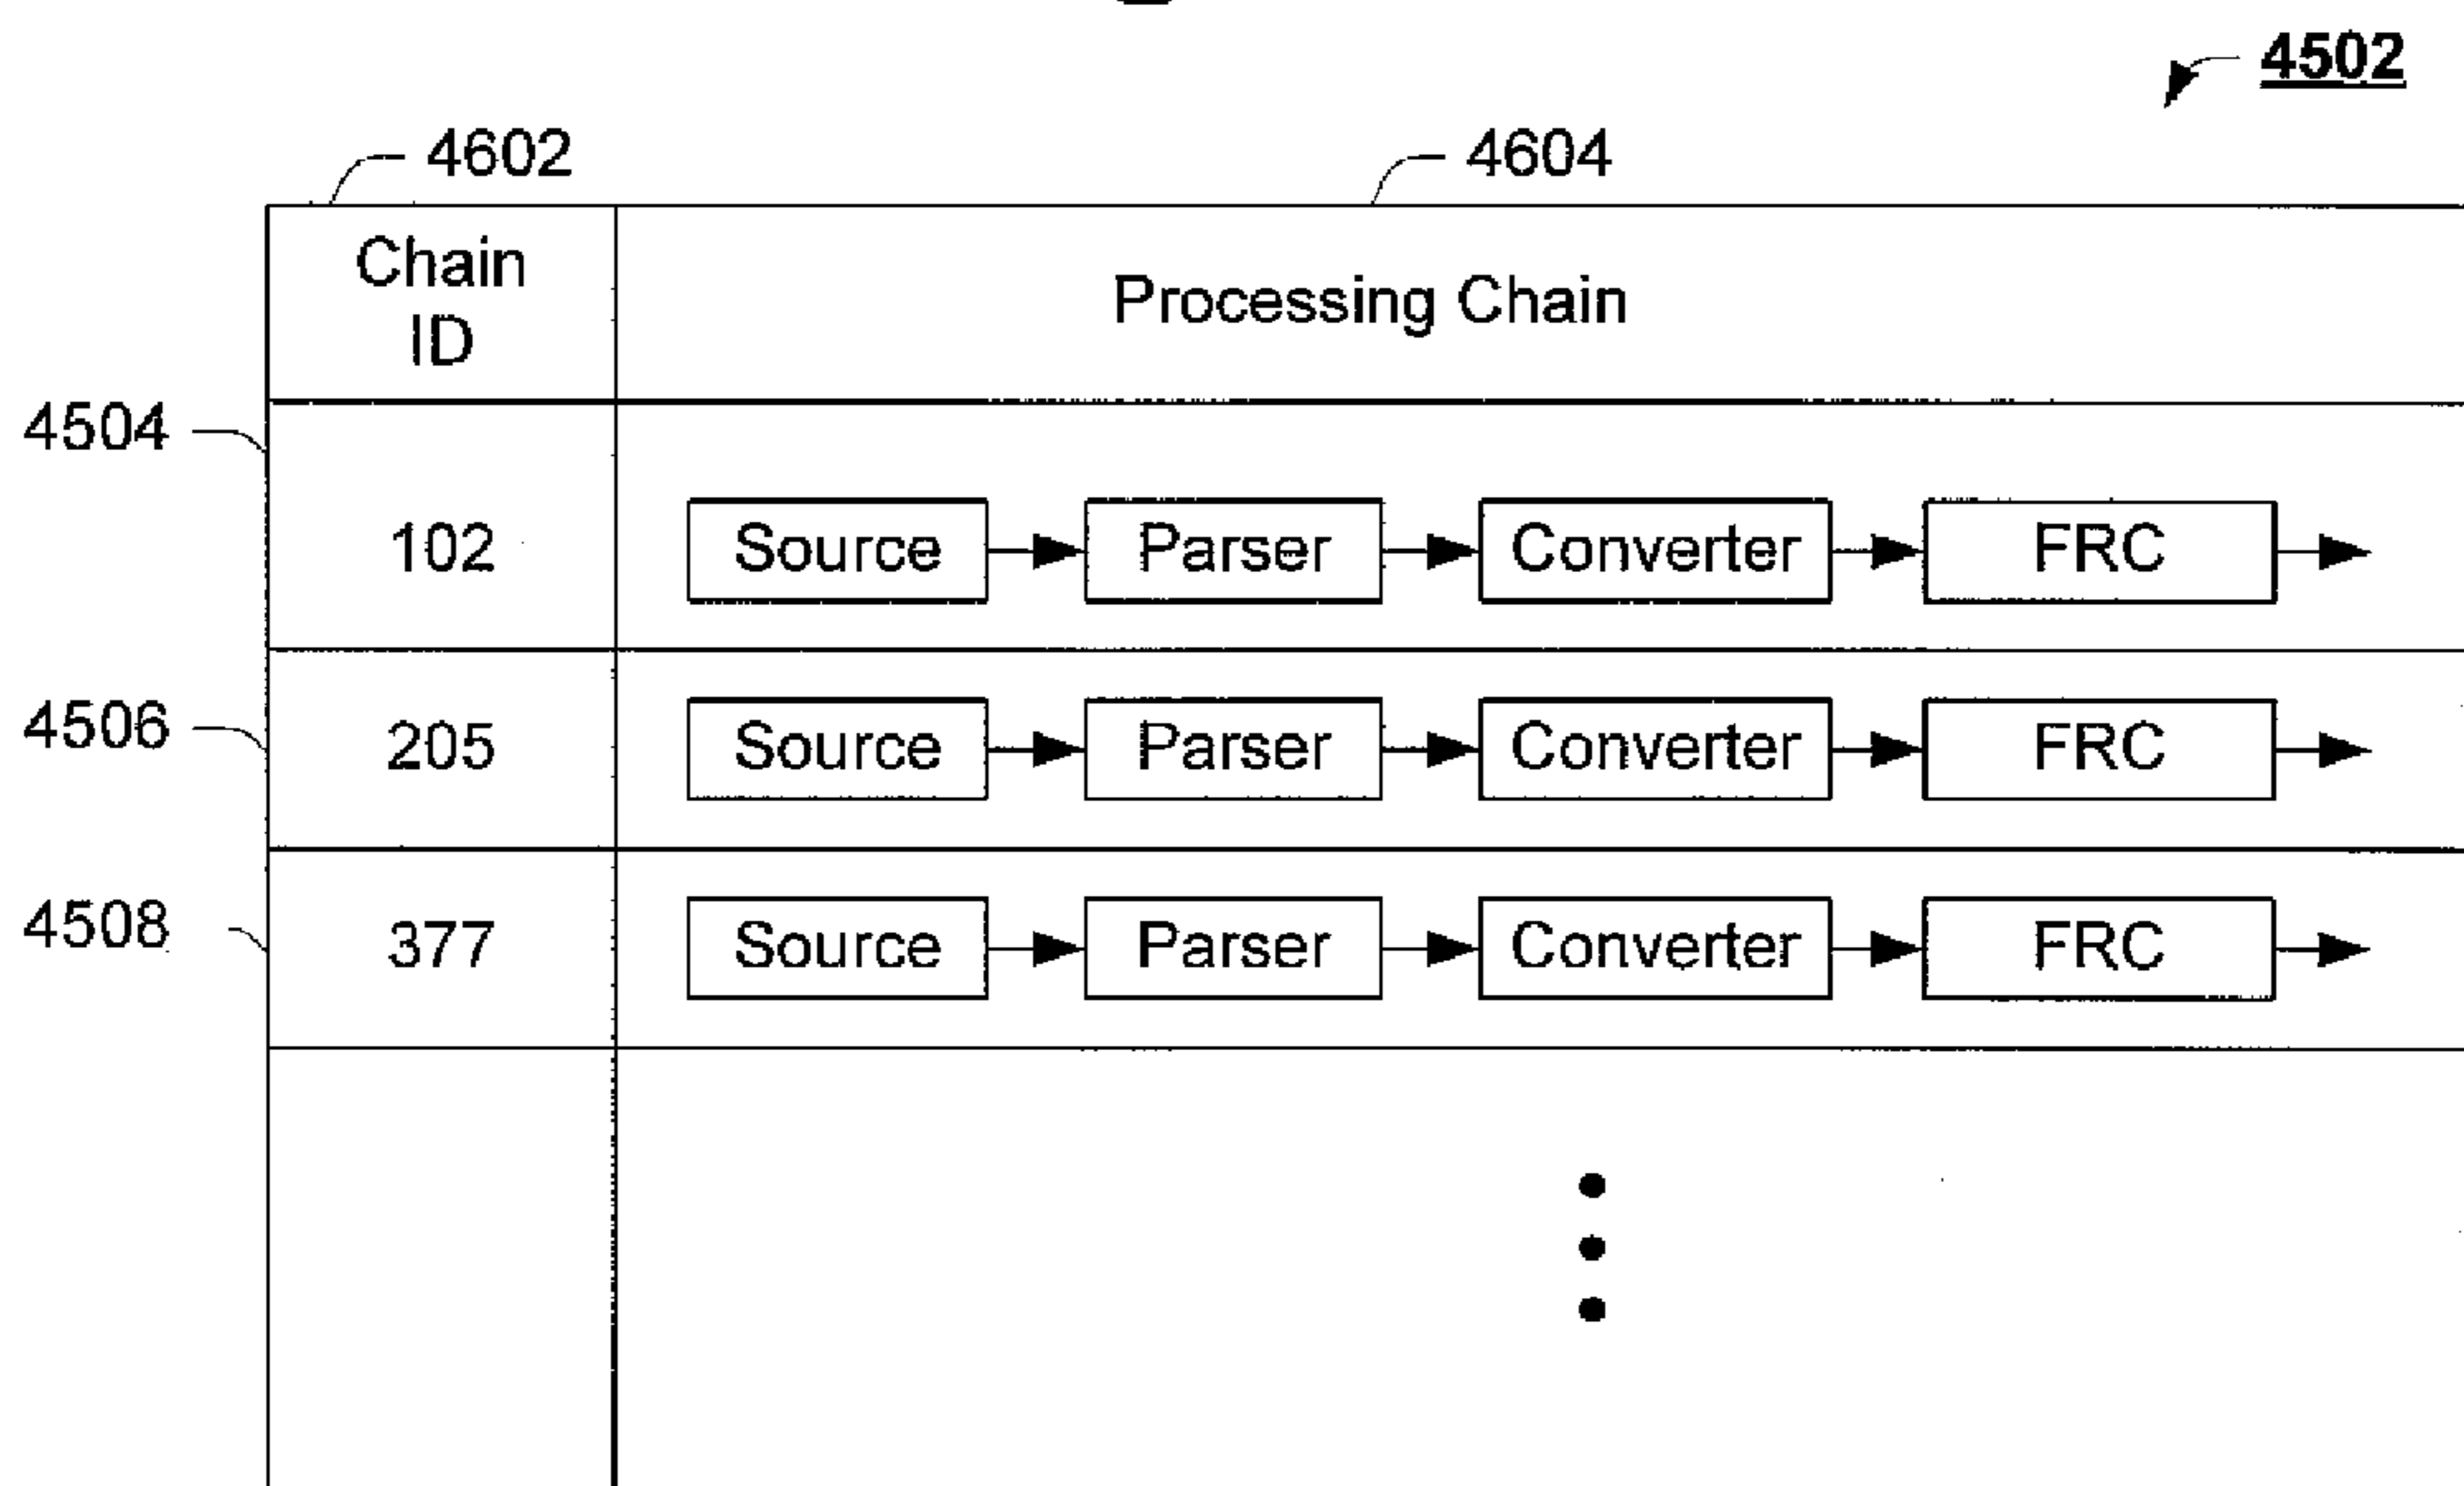 4502
4602
4604
Chain
ID
Processing Chain
4504
102
Source
Parser
Converter
FRC
4506
205
Source
Parser
Converter
FRC
4508
377
Source
Parser
Converter
FRC